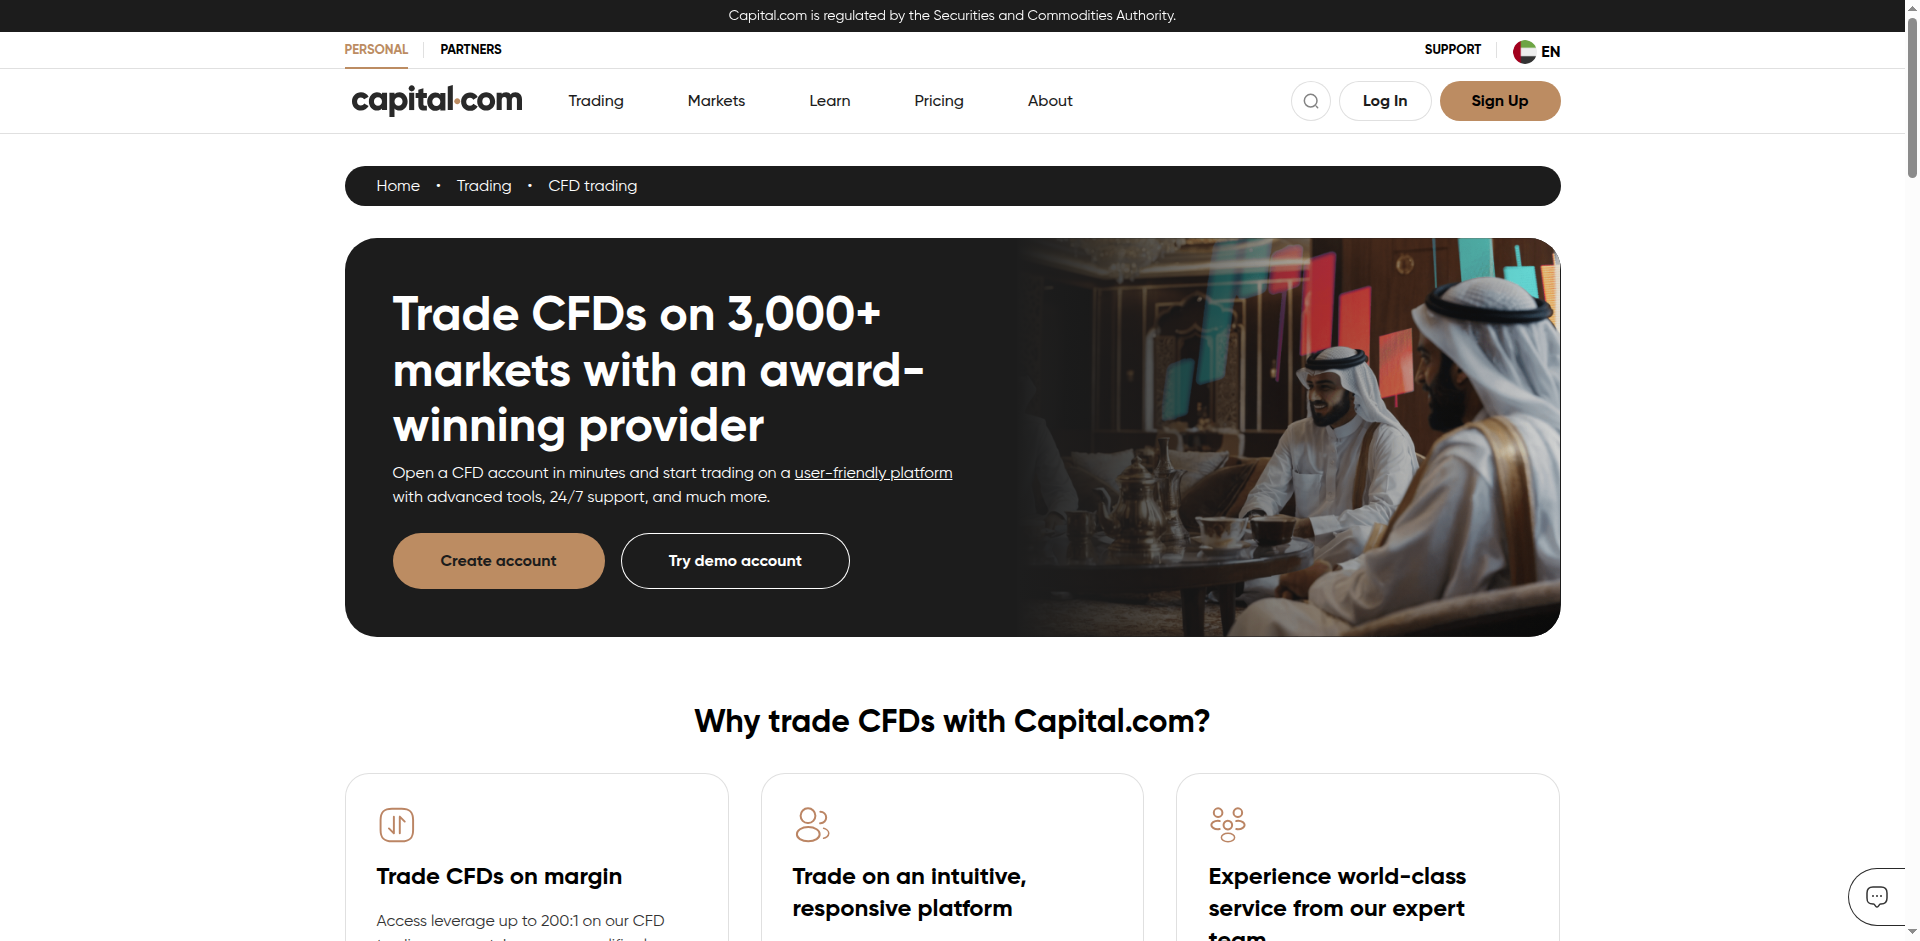 Capital.com is regulated by the Securities and Commodities Authority.
PERSONAL PARTNERS SUPPORT EN
capital.com Trading Markets Learn Pricing About Log In Sign Up
Home • Trading • CFD trading
Trade CFDs on 3,000+
markets with an award-
winning provider
Open a CFD account in minutes and start trading on a user-friendly platform
with advanced tools, 24/7 support, and much more.
Create account Try demo account
Why trade CFDs with Capital.com?
Trade CFDs on margin
Access leverage up to 200:1 on our CFD
Trade on an intuitive,
responsive platform
Experience world-class
service from our expert
team